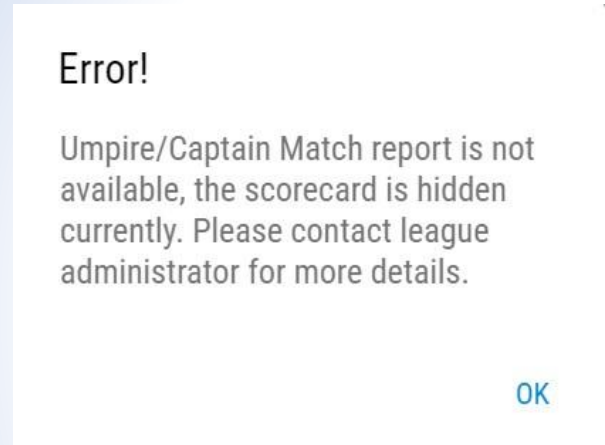 Error!
Umpire/Captain Match report is not
available, the scorecard is hidden
currently. Please contact league
administrator for more details.
OK